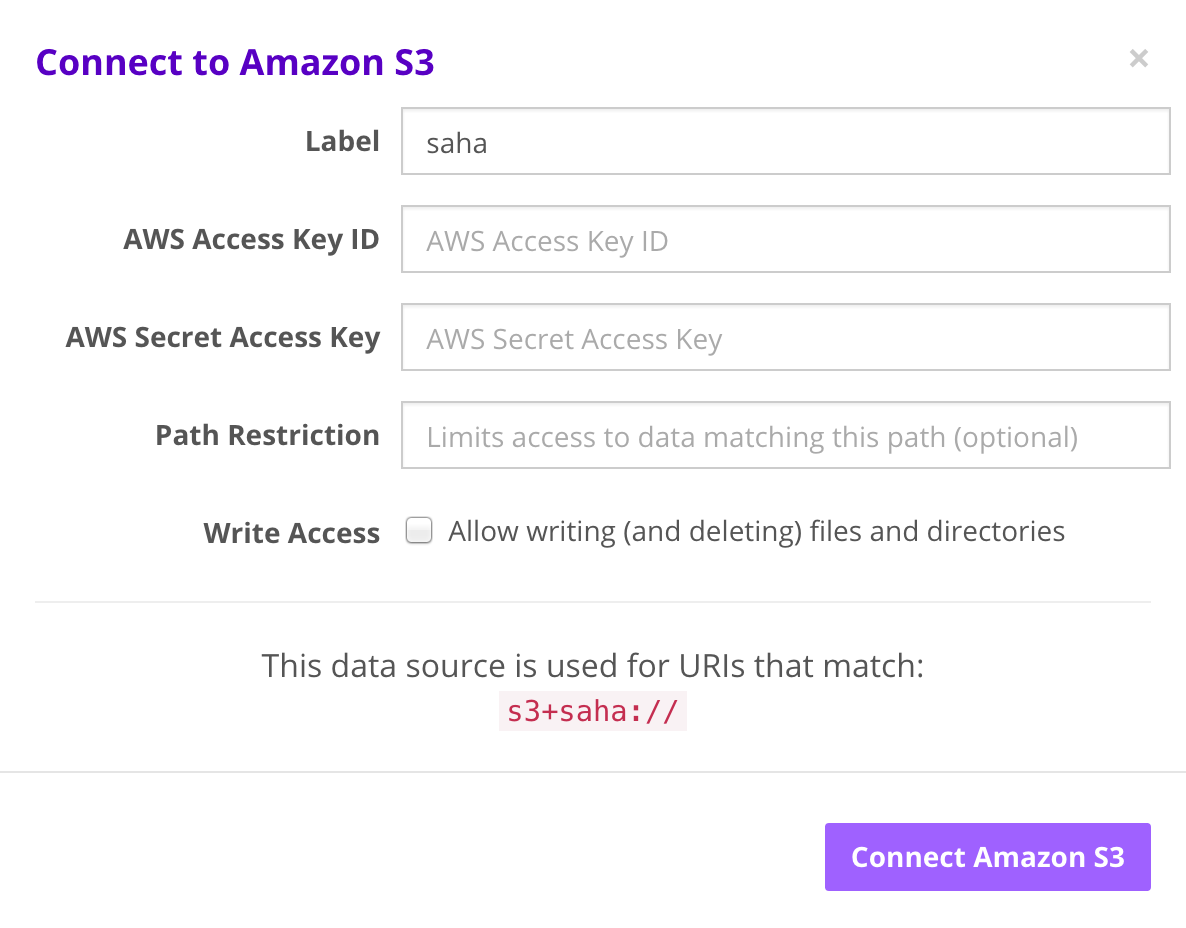 Connect to Amazon S3 ×
Label saha
AWS Access Key ID AWS Access Key ID
AWS Secret Access Key AWS Secret Access Key
Path Restriction Limits access to data matching this path (optional)
Write Access Allow writing (and deleting) files and directories
This data source is used for URIs that match:
s3+saha://
Connect Amazon S3